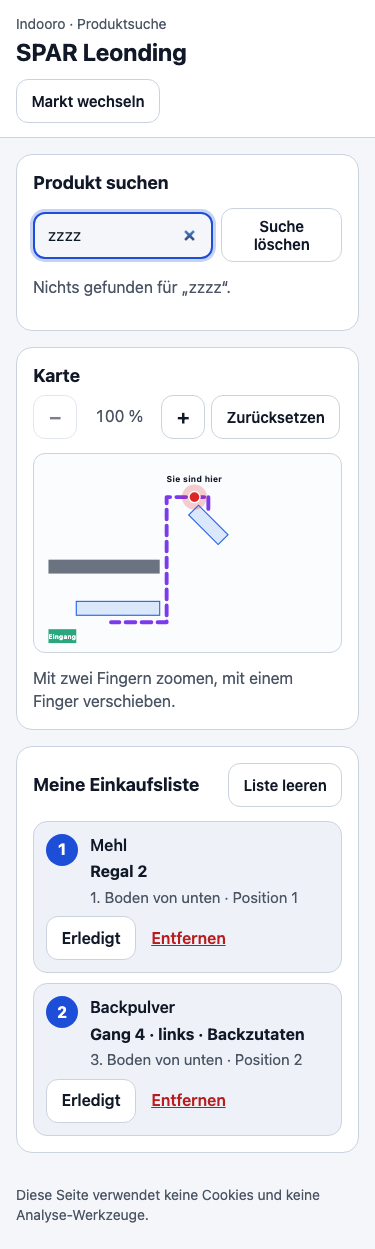 Indooro · Produktsuche
SPAR Leonding
Markt wechseln
Produkt suchen
zzzz
×
Suche
löschen
Nichts gefunden für „zzzz“.
Karte
−
100 %
+
Zurücksetzen
Sie sind hier
Eingang
Mit zwei Fingern zoomen, mit einem
Finger verschieben.
Meine Einkaufsliste
Liste leeren
1
Mehl
Regal 2
1. Boden von unten · Position 1
Erledigt
Entfernen
2
Backpulver
Gang 4 · links · Backzutaten
3. Boden von unten · Position 2
Erledigt
Entfernen
Diese Seite verwendet keine Cookies und keine
Analyse-Werkzeuge.